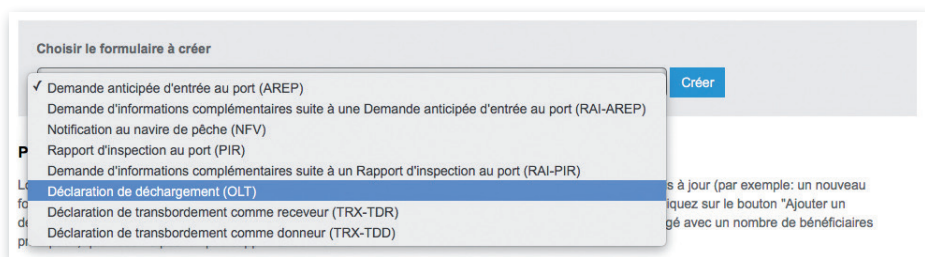 Choisir le formulaire à créer
✓ Demande anticipée d'entrée au port (AREP)
Créer
Demande d'informations complémentaires suite à une Demande anticipée d'entrée au port (RAI-AREP)
Notification au navire de pêche (NFV)
Rapport d'inspection au port (PIR)
Demande d'informations complémentaires suite à un Rapport d'inspection au port (RAI-PIR)
Déclaration de déchargement (OLT)
s à jour (par exemple: un nouveau
Déclaration de transbordement comme receveur (TRX-TDR)
iquez sur le bouton "Ajouter un
Déclaration de transbordement comme donneur (TRX-TDD)
gé avec un nombre de bénéficiaires